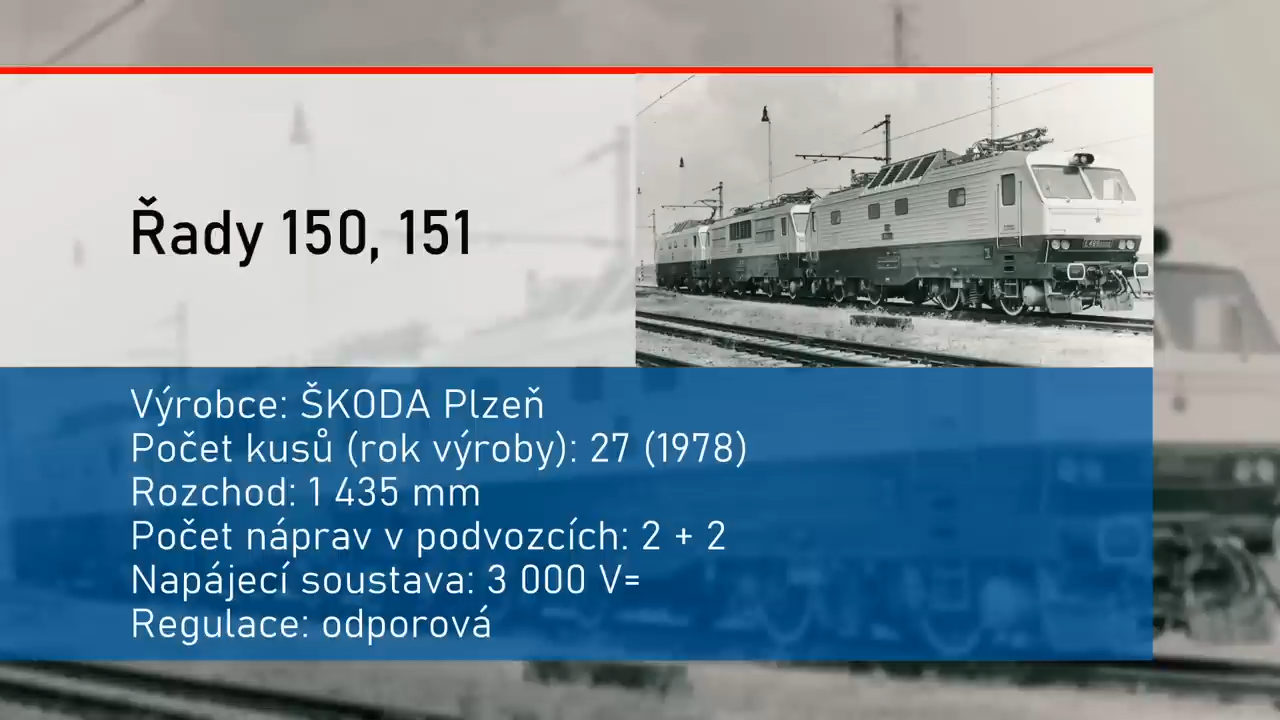 Řady 150, 151
Výrobce: ŠKODA Plzeň
Počet kusů (rok výroby): 27 (1978)
Rozchod: 1 435 mm
Počet náprav v podvozcích: 2 + 2
Napájecí soustava: 3 000 V=
Regulace: odporová